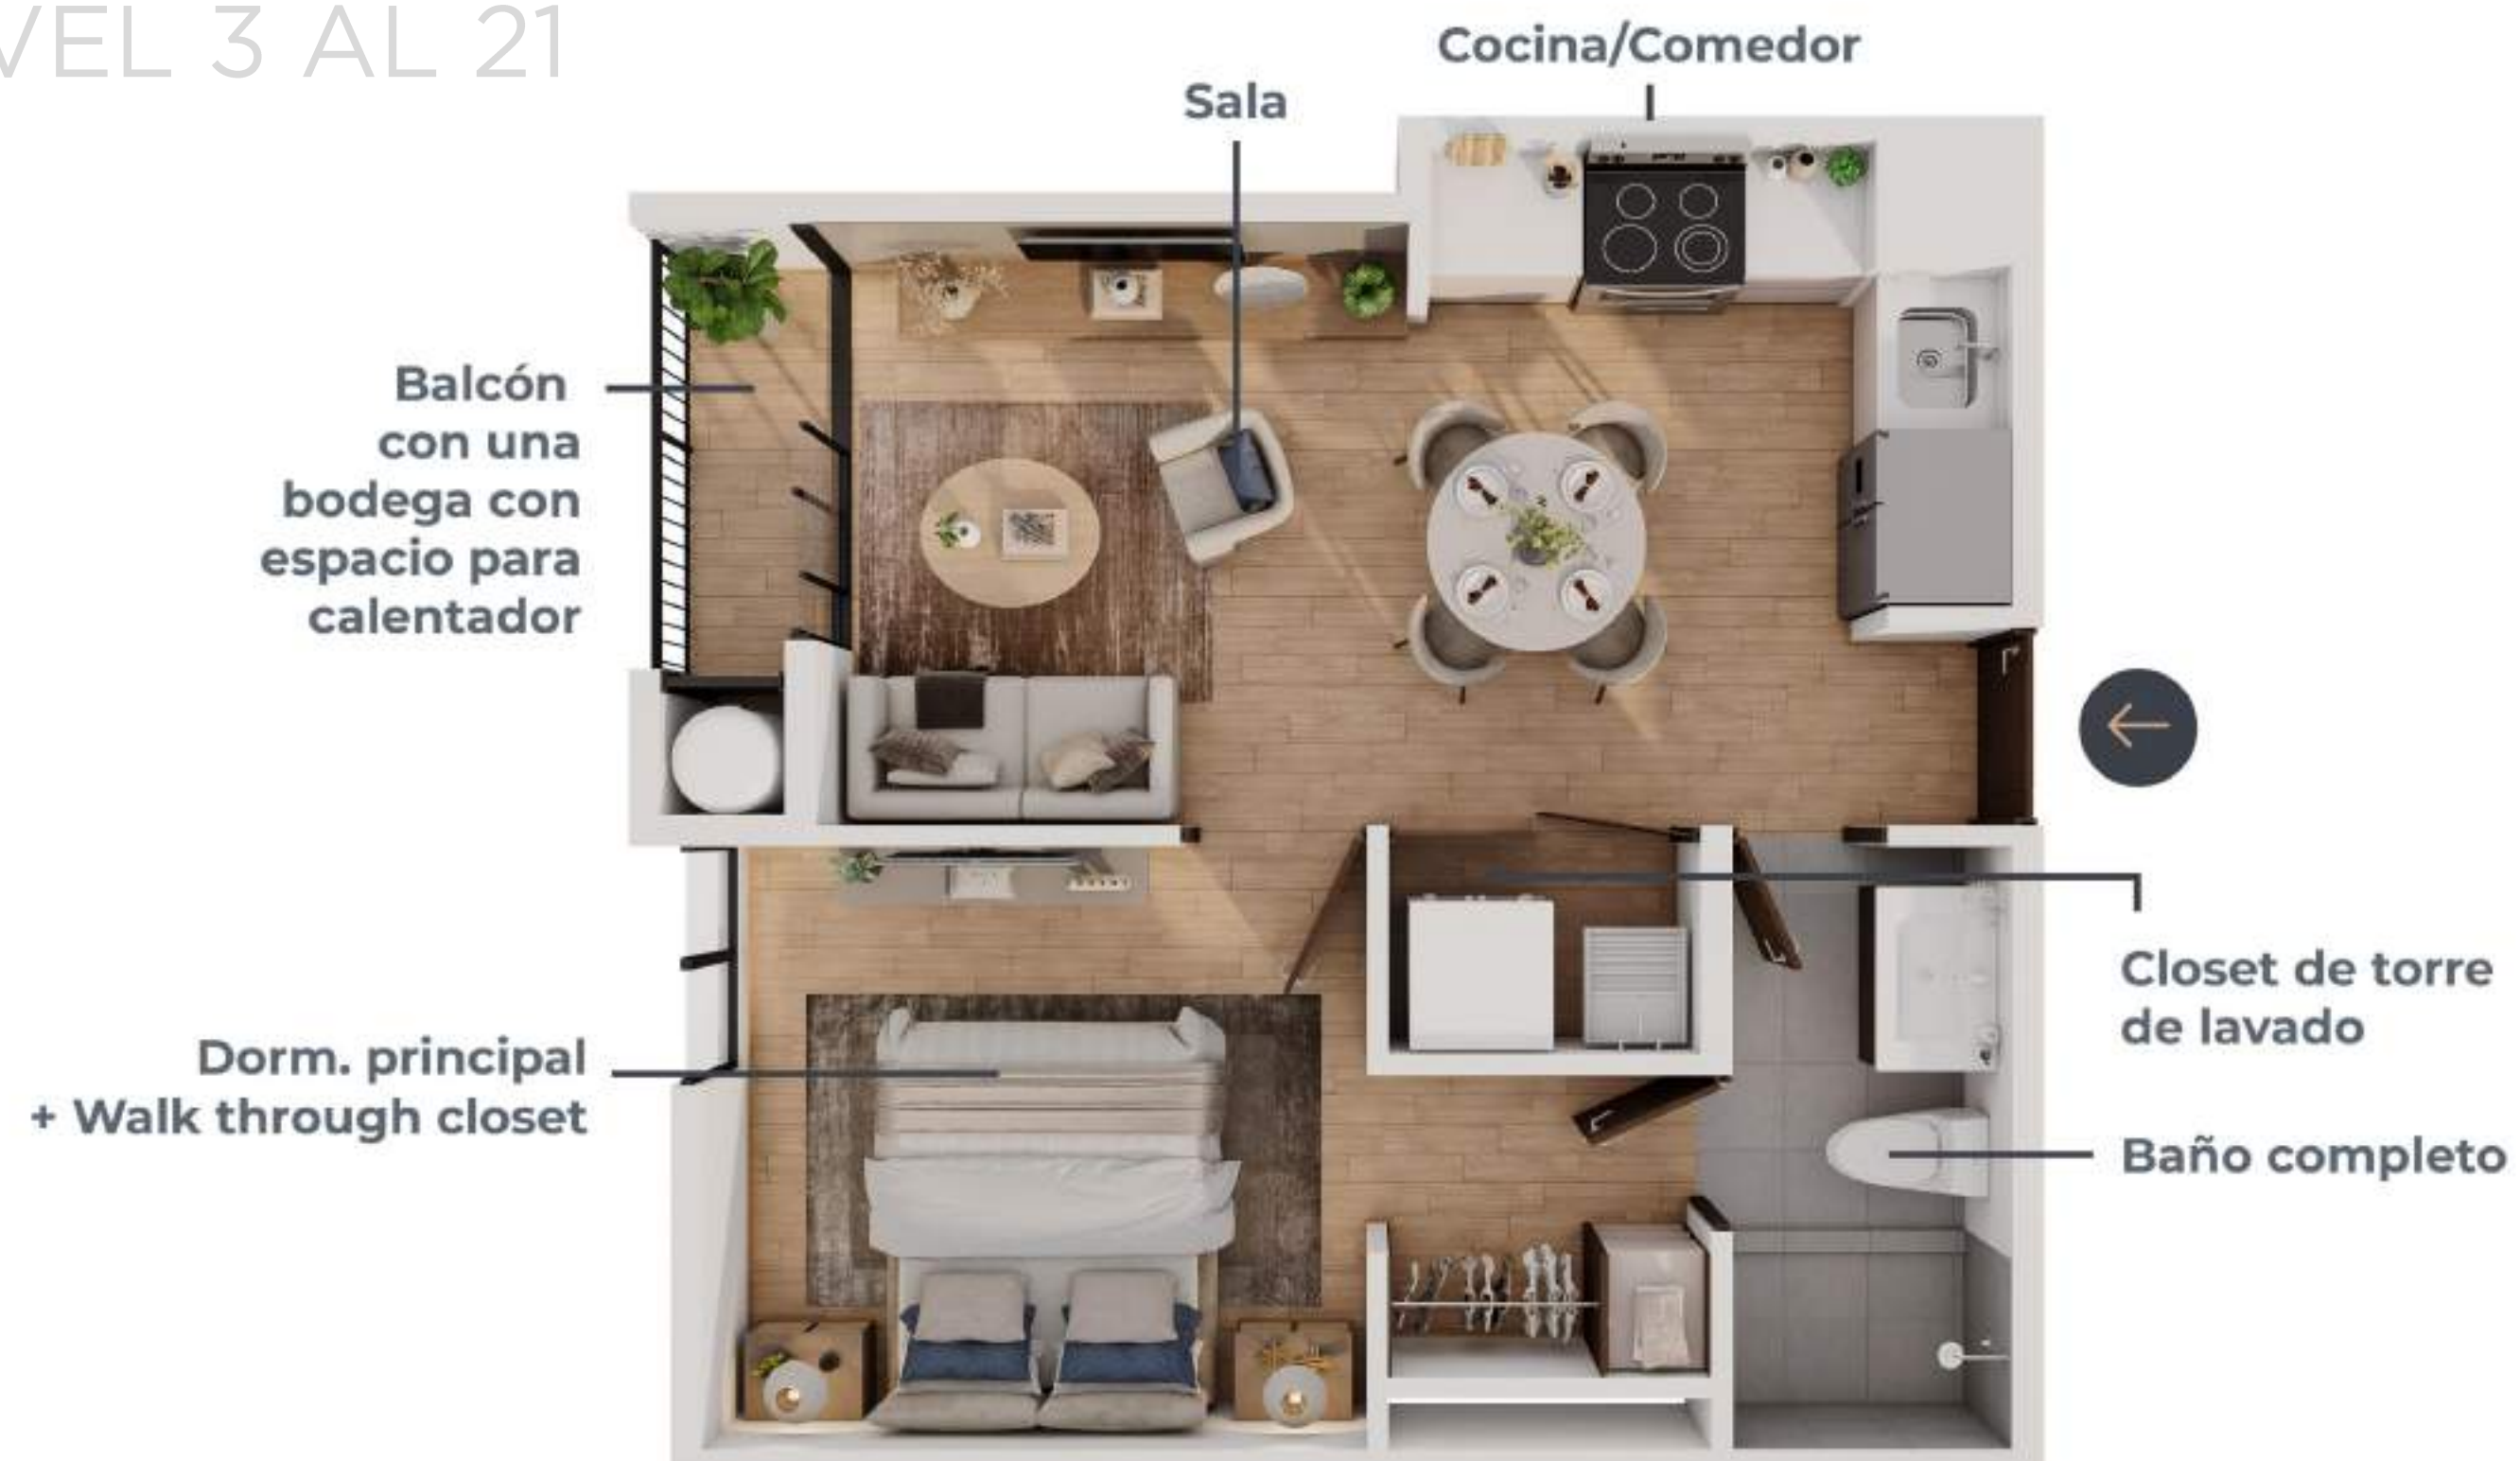 VEL 3 AL 21
Cocina/Comedor
Sala
Balcón
con una
bodega con
espacio para
calentador
Closet de torre
de lavado
Dorm. principal
+ Walk through closet
Baño completo